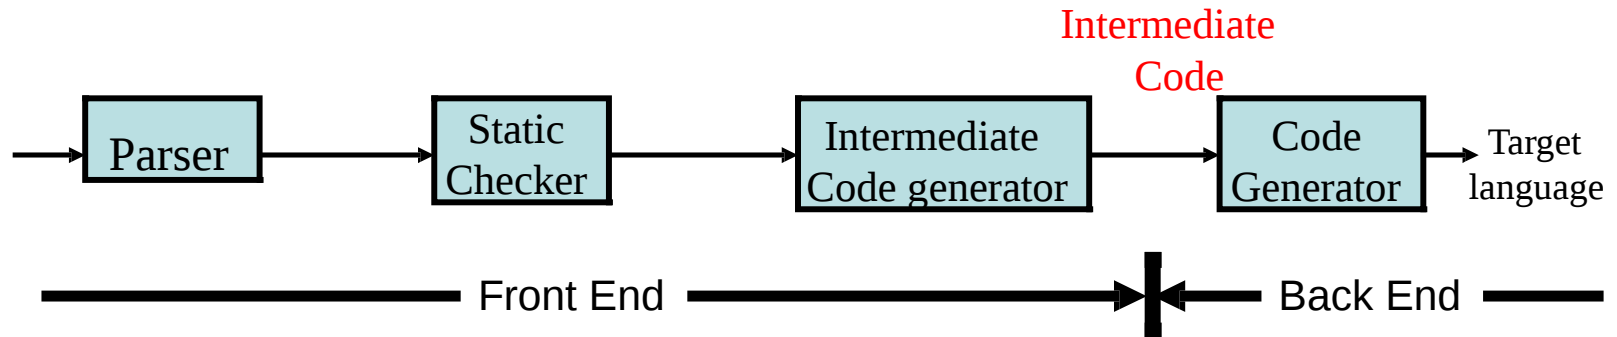 Intermediate
Code
Parser
Static
Checker
Intermediate
Code generator
Code
Generator
Target
language
Front End
Back End